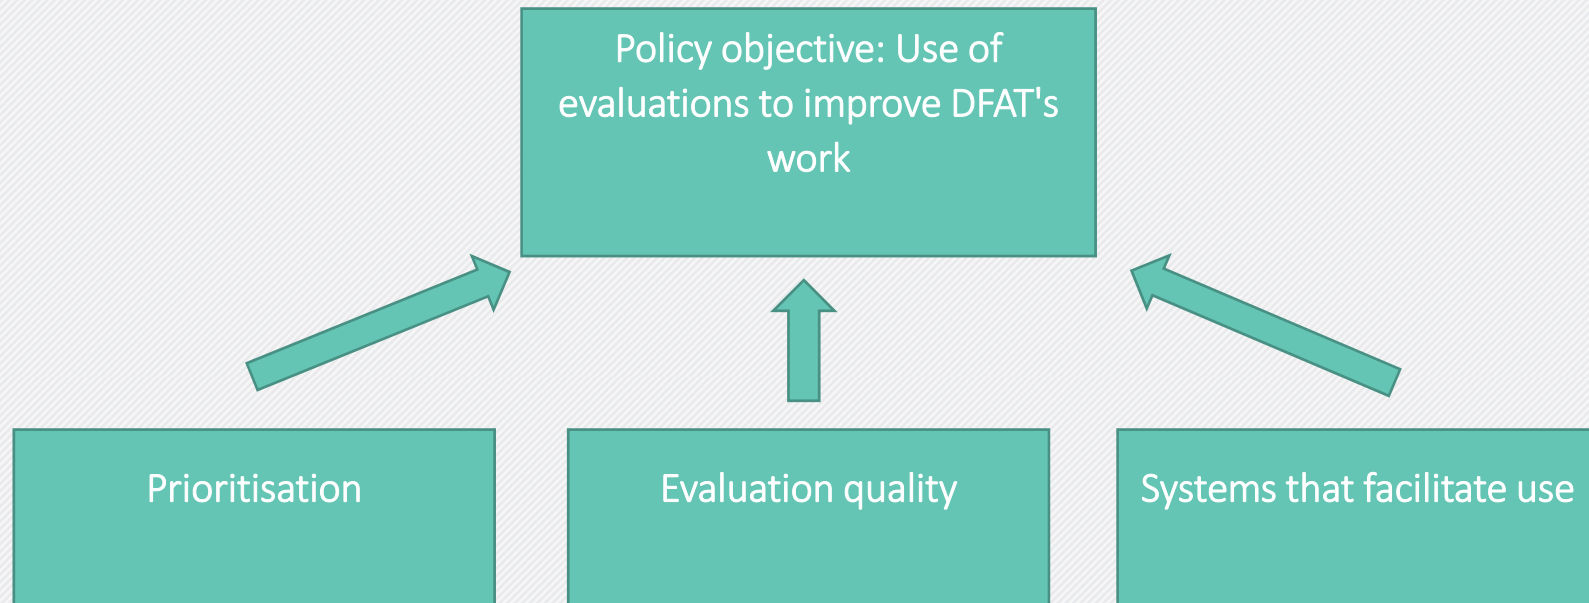 Policy objective: Use of
evaluations to improve DFAT's
work
Prioritisation
Evaluation quality
Systems that facilitate use